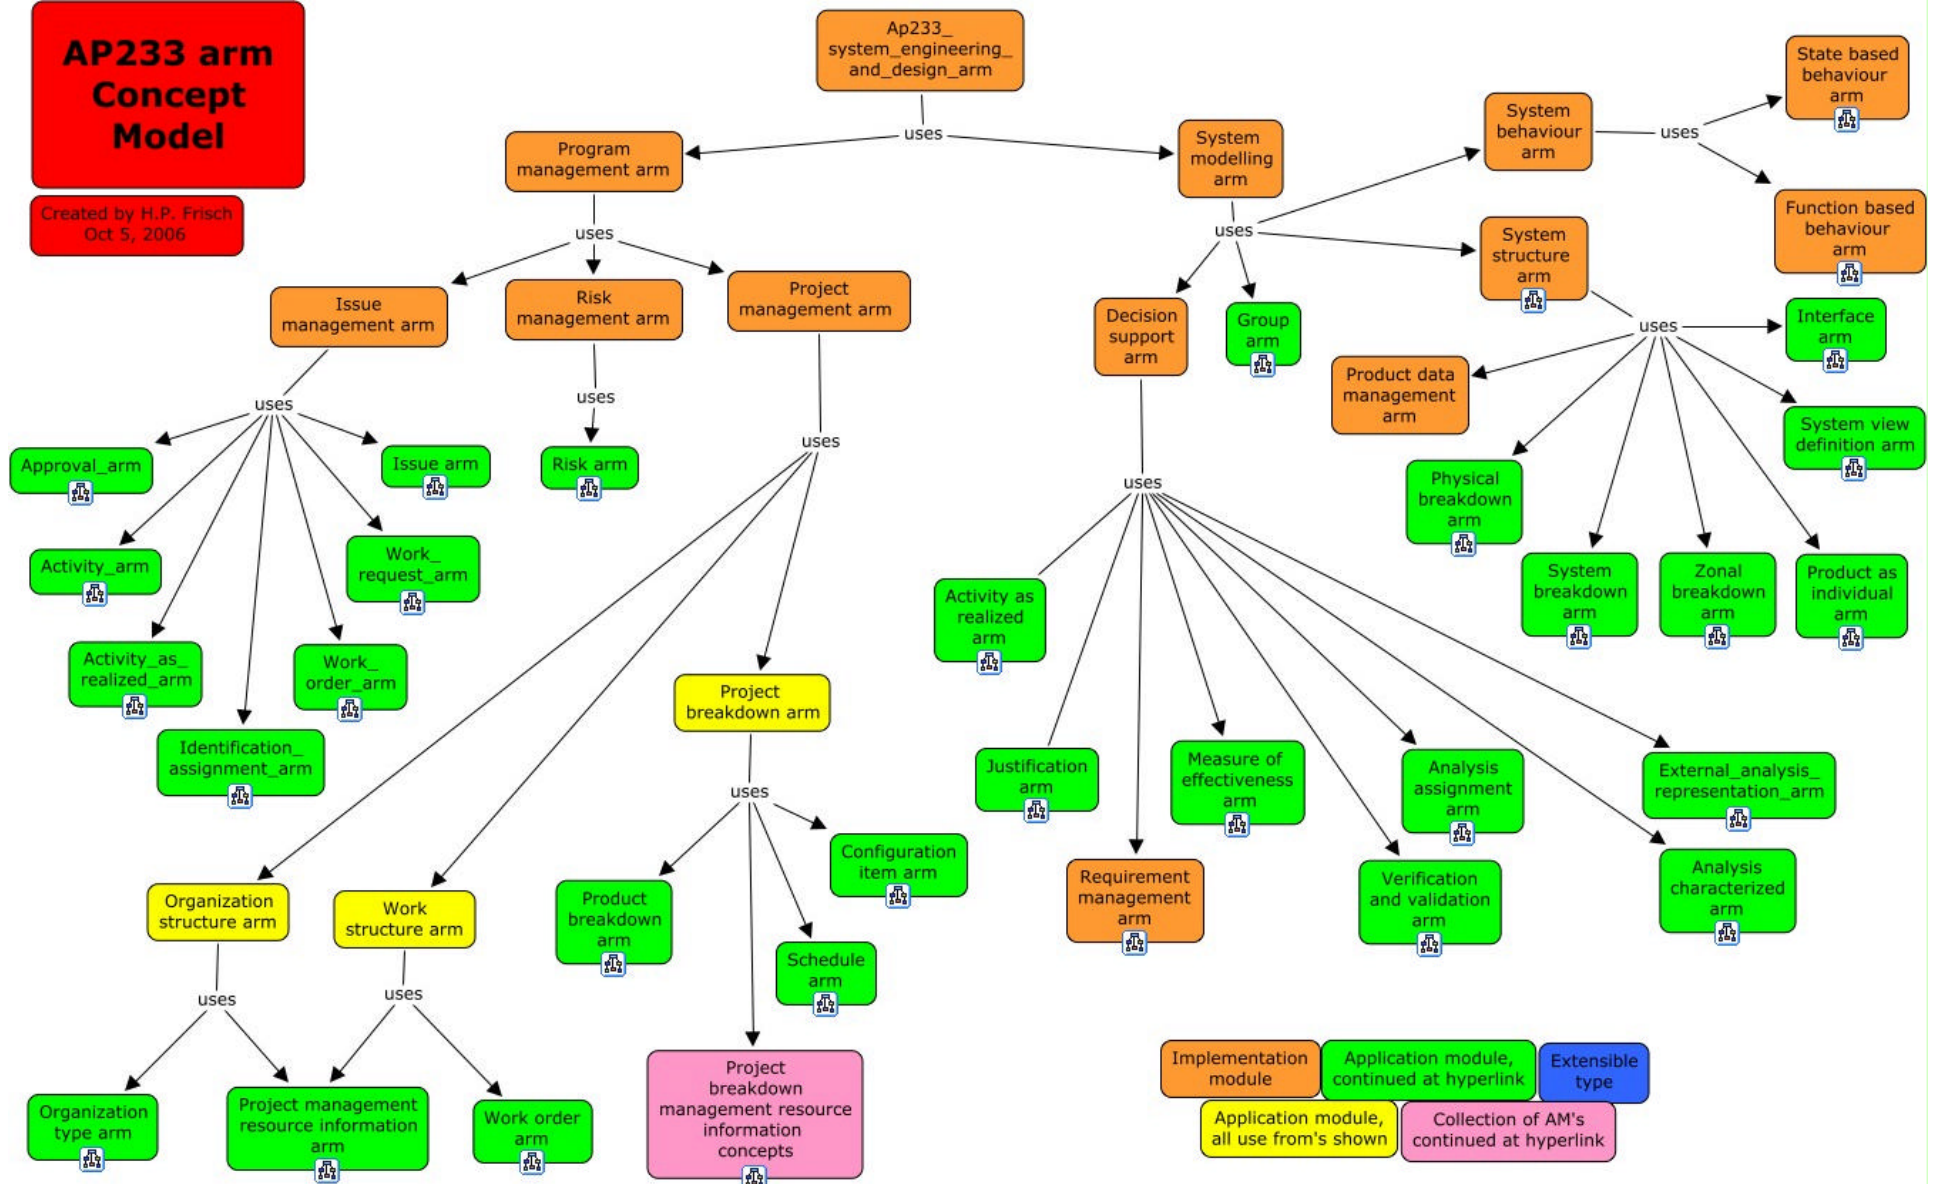 AP233 arm
Concept
Model
Created by H.P. Frisch
Oct 5, 2006
Ap233_
system_engineering_
and_design_arm
uses
Program
management arm
System
modelling
arm
System
behaviour
arm
uses
State based
behaviour
arm
Function based
behaviour
arm
uses
Issue
management arm
Risk
management arm
Project
management arm
uses
Decision
support
arm
Group
arm
System
structure
arm
uses
Interface
arm
Product data
management
arm
System view
definition arm
Physical
breakdown
arm
System
breakdown
arm
Zonal
breakdown
arm
Product as
individual
arm
uses
Approval_arm
Issue arm
Activity_arm
Work_
request_arm
Activity_as_
realized_arm
Work_
order_arm
Identification_
assignment_arm
uses
Risk arm
uses
Project
breakdown arm
Organization
structure arm
Work
structure arm
uses
Configuration
item arm
Product
breakdown
arm
Schedule
arm
Project
breakdown
management resource
information
concepts
uses
uses
Organization
type arm
Project management
resource information
arm
Work order
arm
uses
Activity as
realized
arm
Justification
arm
Measure of
effectiveness
arm
Analysis
assignment
arm
External_analysis_
representation_arm
Requirement
management
arm
Verification
and validation
arm
Analysis
characterized
arm
Implementation
module
Application module,
continued at hyperlink
Extensible
type
Application module,
all use from's shown
Collection of AM's
continued at hyperlink